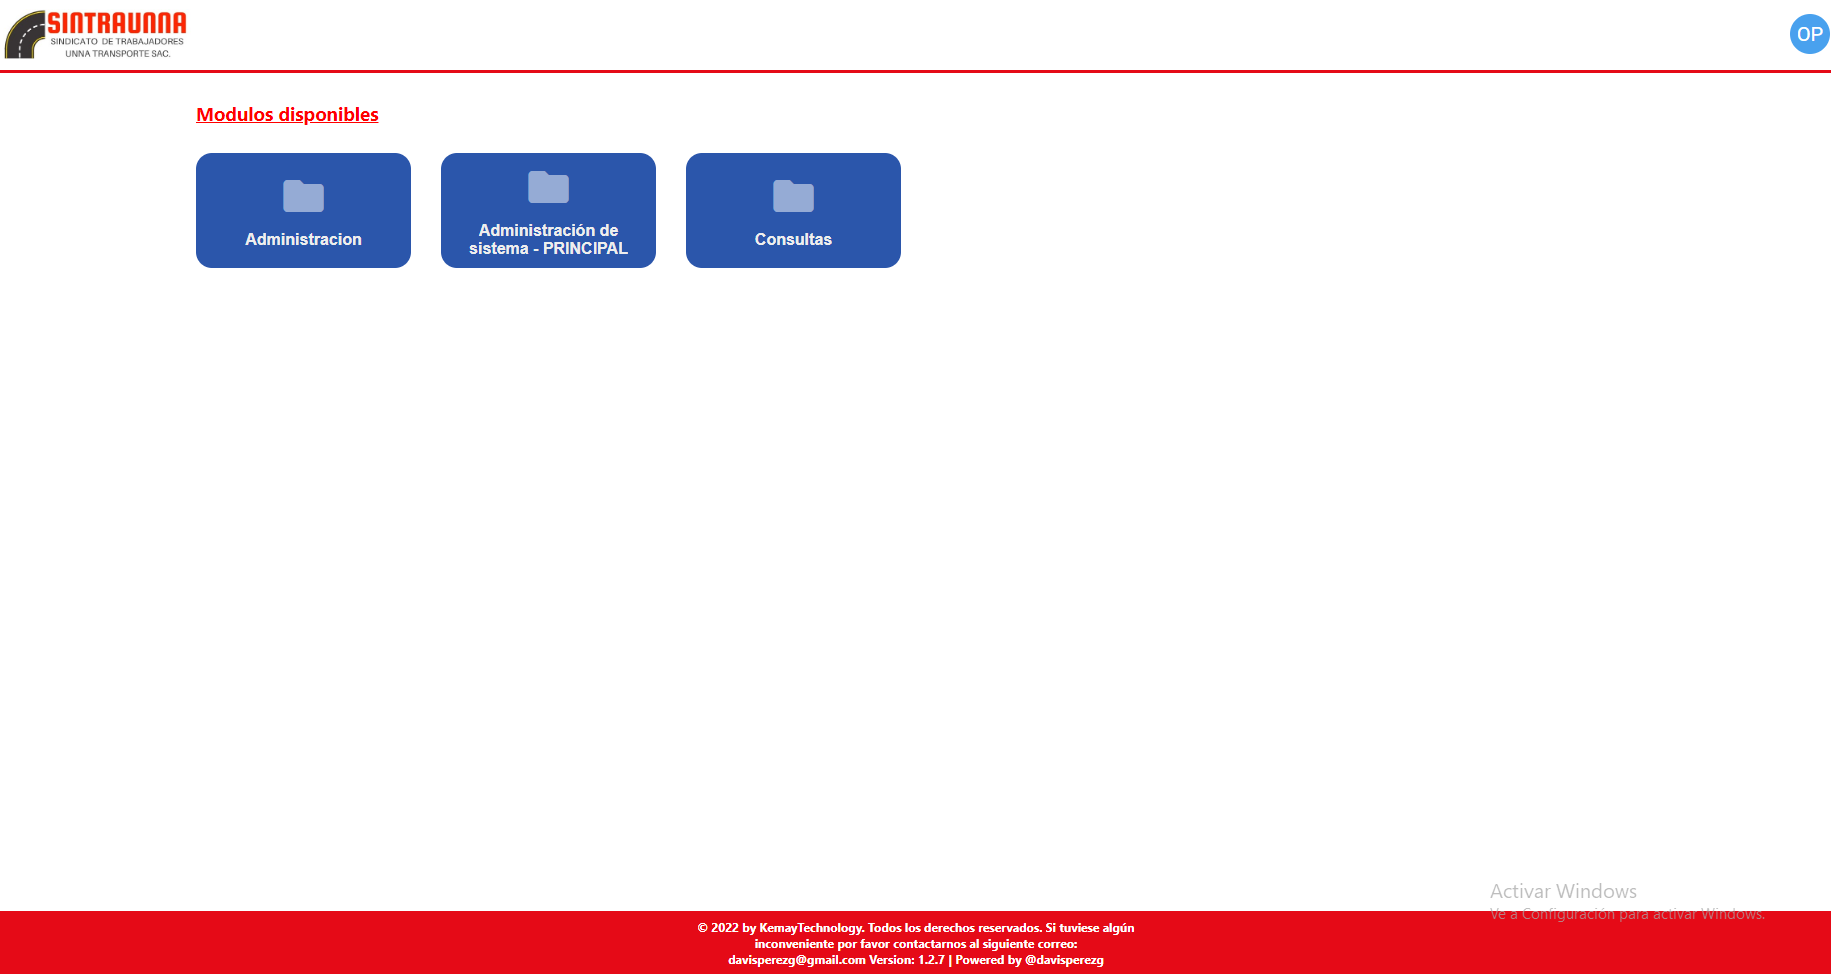 SINTRAUNNA
SINDICATO DE TRABAJADORES
UNNA TRANSPORTE SAC.
OP
Modulos disponibles
Administracion
Administración de
sistema - PRINCIPAL
Consultas
Activar Windows
Ve a Configuración para activar Windows.
© 2022 by KemayTechnology. Todos los derechos reservados. Si tuviese algún
inconveniente por favor contactarnos al siguiente correo:
davisperezg@gmail.com Version: 1.2.7 | Powered by @davisperezg